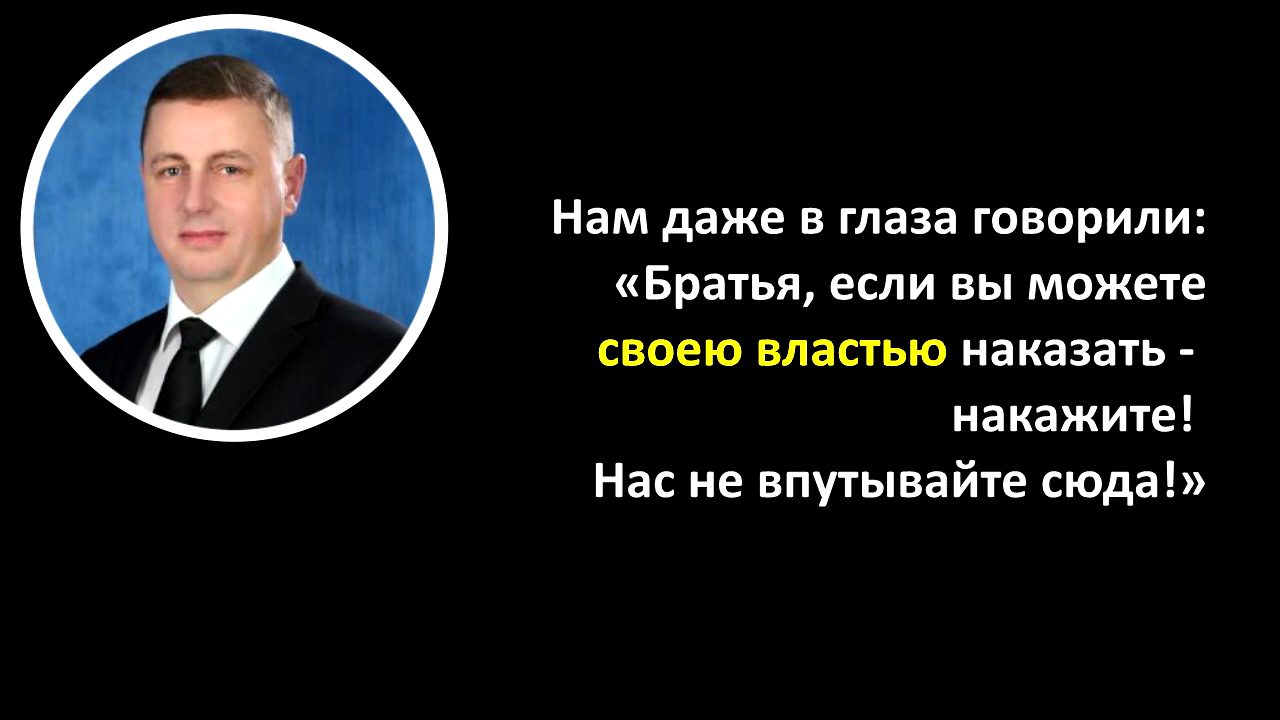 Нам даже в глаза говорили:
«Братья, если вы можете
своею властью наказать -
накажите!
Нас не впутывайте сюда!»